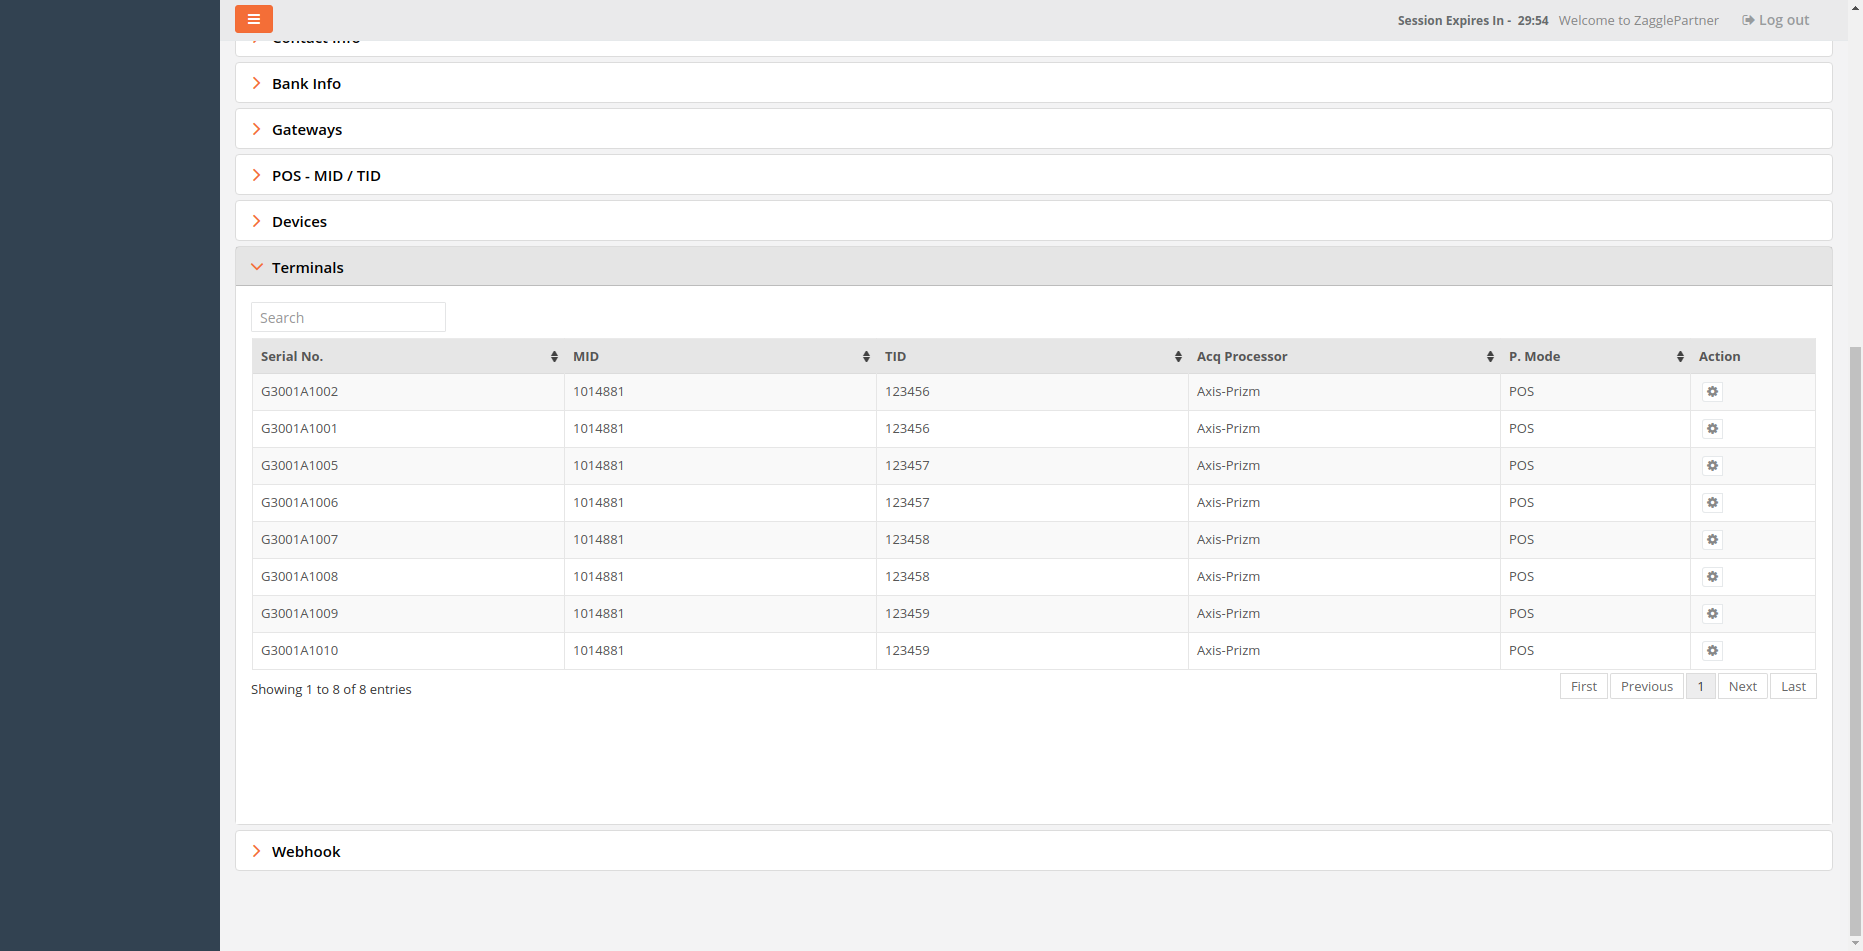 Session Expires In - 29:54 Welcome to ZagglePartner Log out
Contact Info
Bank Info
Gateways
POS - MID / TID
Devices
Terminals
Search
Serial No. MID TID Acq Processor P. Mode Action
G3001A1002 1014881 123456 Axis-Prizm POS
G3001A1001 1014881 123456 Axis-Prizm POS
G3001A1005 1014881 123457 Axis-Prizm POS
G3001A1006 1014881 123457 Axis-Prizm POS
G3001A1007 1014881 123458 Axis-Prizm POS
G3001A1008 1014881 123458 Axis-Prizm POS
G3001A1009 1014881 123459 Axis-Prizm POS
G3001A1010 1014881 123459 Axis-Prizm POS
Showing 1 to 8 of 8 entries First Previous 1 Next Last
Webhook